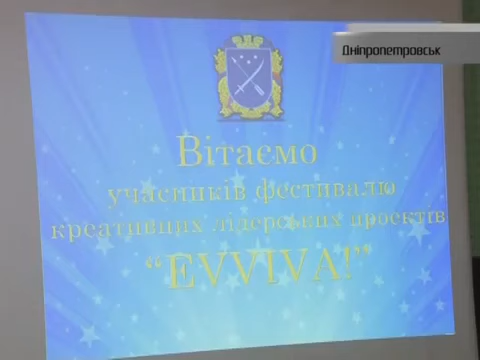 Дніпропетровськ
Вітаємо
учасників фестивалю
креативних лідерських проектів
“EVVIVA!”